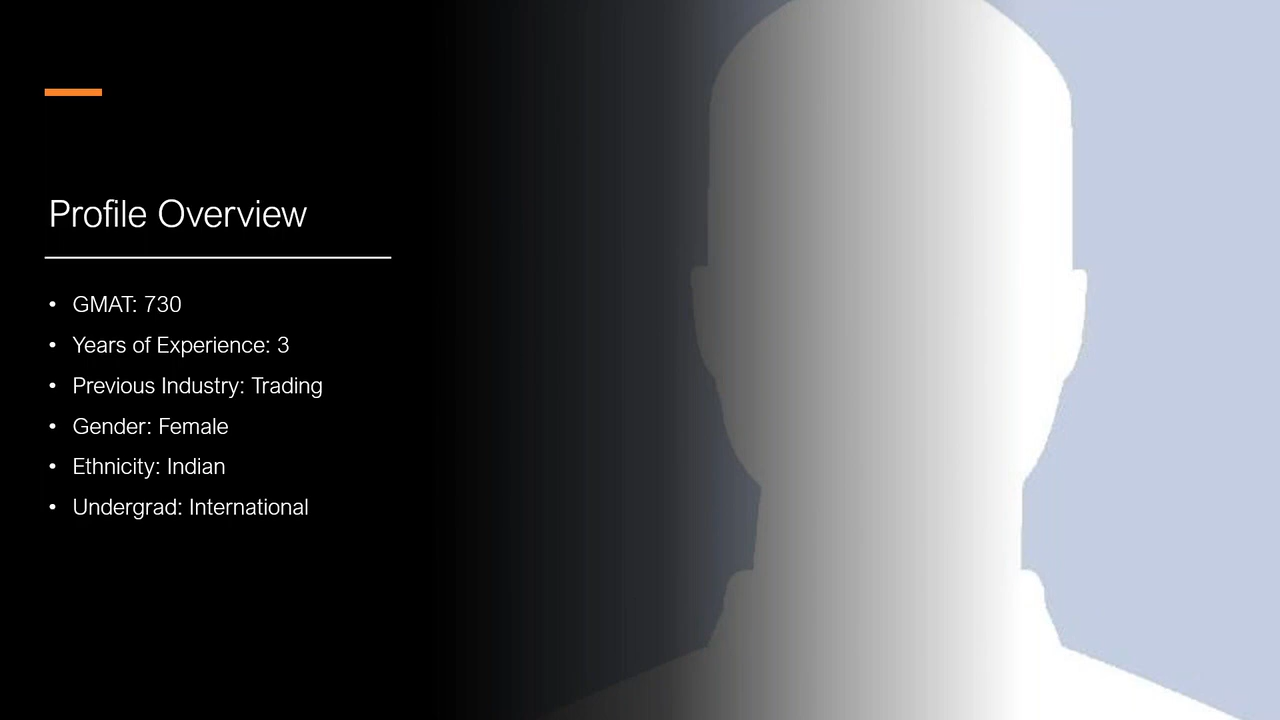 Profile Overview
• GMAT: 730
• Years of Experience: 3
• Previous Industry: Trading
• Gender: Female
• Ethnicity: Indian
• Undergrad: International